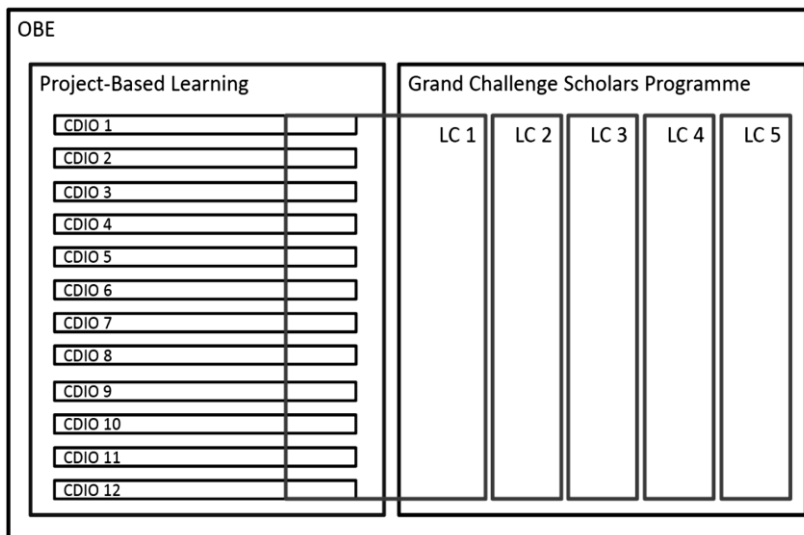 OBE
Project-Based Learning
CDIO 1
CDIO 2
CDIO 3
CDIO 4
CDIO 5
CDIO 6
CDIO 7
CDIO 8
CDIO 9
CDIO 10
CDIO 11
CDIO 12
Grand Challenge Scholars Programme
LC 1 LC 2 LC 3 LC 4 LC 5